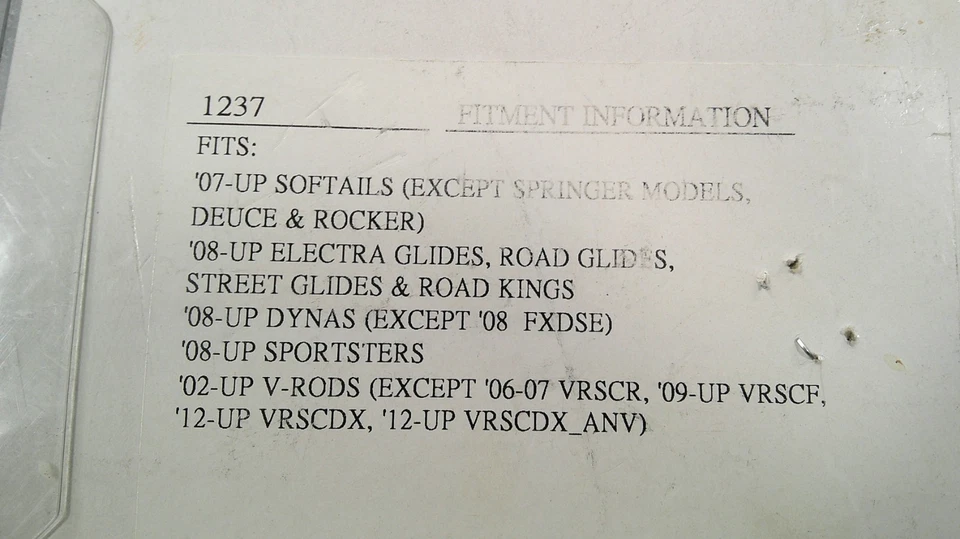 1237 FITMENT INFORMATION
FITS:
'07-UP SOFTAILS (EXCEPT SPRINGER MODELS,
DEUCE & ROCKER)
'08-UP ELECTRA GLIDES, ROAD GLIDES,
STREET GLIDES & ROAD KINGS
'08-UP DYNAS (EXCEPT '08 FXDSE)
'08-UP SPORTSTERS
'02-UP V-RODS (EXCEPT '06-07 VRSCR, '09-UP VRSCF,
'12-UP VRSCDX, '12-UP VRSCDX_ANV)